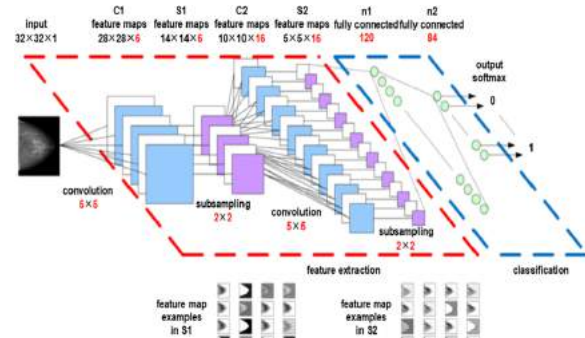 C1
feature maps
28×28×6
S1
feature maps
14×14×6
C2
feature maps
10×10×16
S2
feature maps
5×5×16
n1
fully connected
120
n2
fully connected
84
input
32×32×1
output
softmax
0
1
convolution
5×5
subsampling
2×2
convolution
5×5
subsampling
2×2
feature extraction
classification
feature map
examples
in S1
feature map
examples
in S2